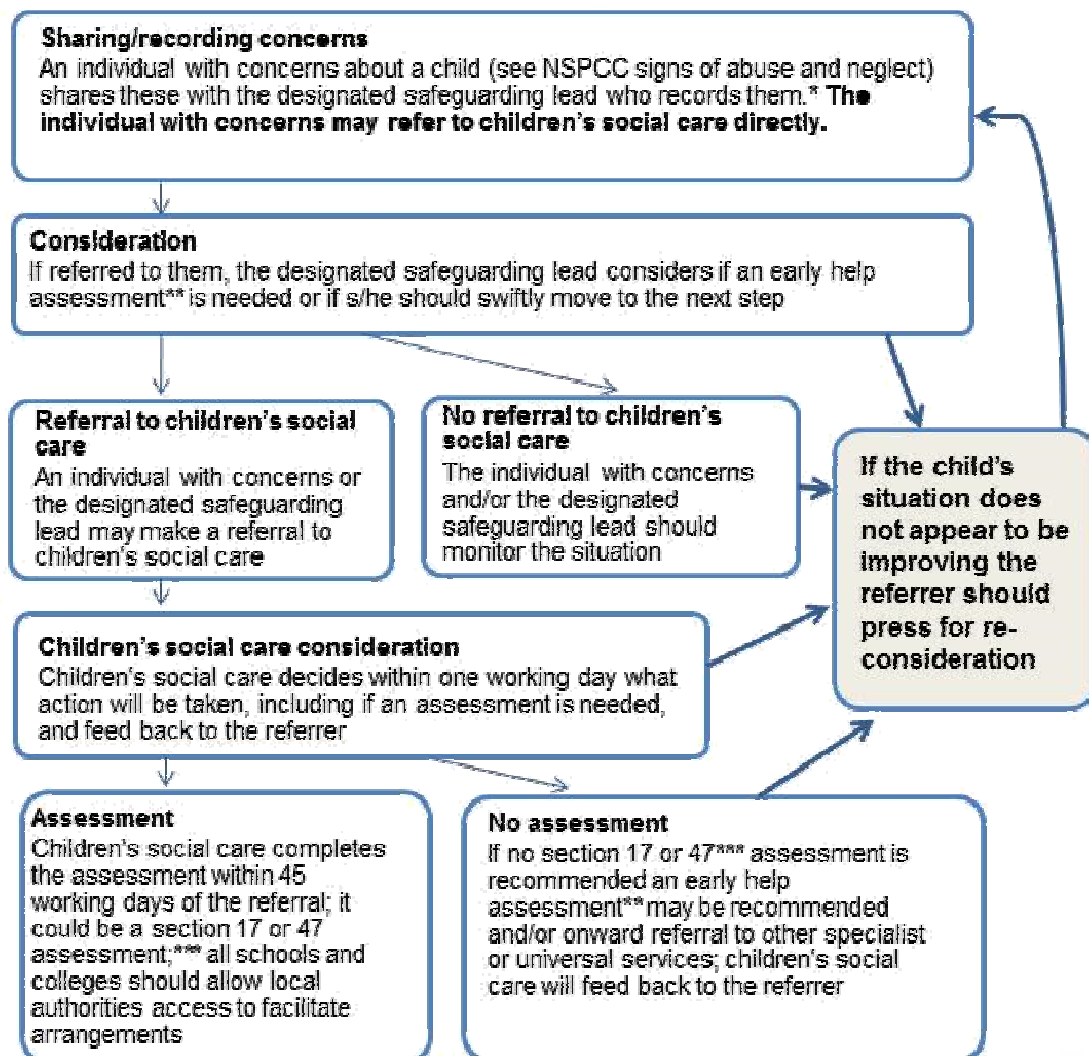 Sharing/recording concerns
An individual with concerns about a child (see NSPCC signs of abuse and neglect)
shares these with the designated safeguarding lead who records them.* The
individual with concerns may refer to children's social care directly.
Consideration
If referred to them, the designated safeguarding lead considers if an early help
assessment** is needed or if s/he should swiftly move to the next step
Referral to children's social
care
An individual with concerns or
the designated safeguarding
lead may make a referral to
children's social care
No referral to children's
social care
The individual with concerns
and/or the designated
safeguarding lead should
monitor the situation
If the child's
situation does
not appear to be
improving the
referrer should
press for re-
consideration
Children's social care consideration
Children's social care decides within one working day what
action will be taken, including if an assessment is needed,
and feed back to the referrer
Assessment
Children's social care completes
the assessment within 45
working days of the referral; it
could be a section 17 or 47
assessment;*** all schools and
colleges should allow local
authorities access to facilitate
arrangements
No assessment
If no section 17 or 47*** assessment is
recommended an early help
assessment** may be recommended
and/or onward referral to other specialist
or universal services; children's social
care will feed back to the referrer